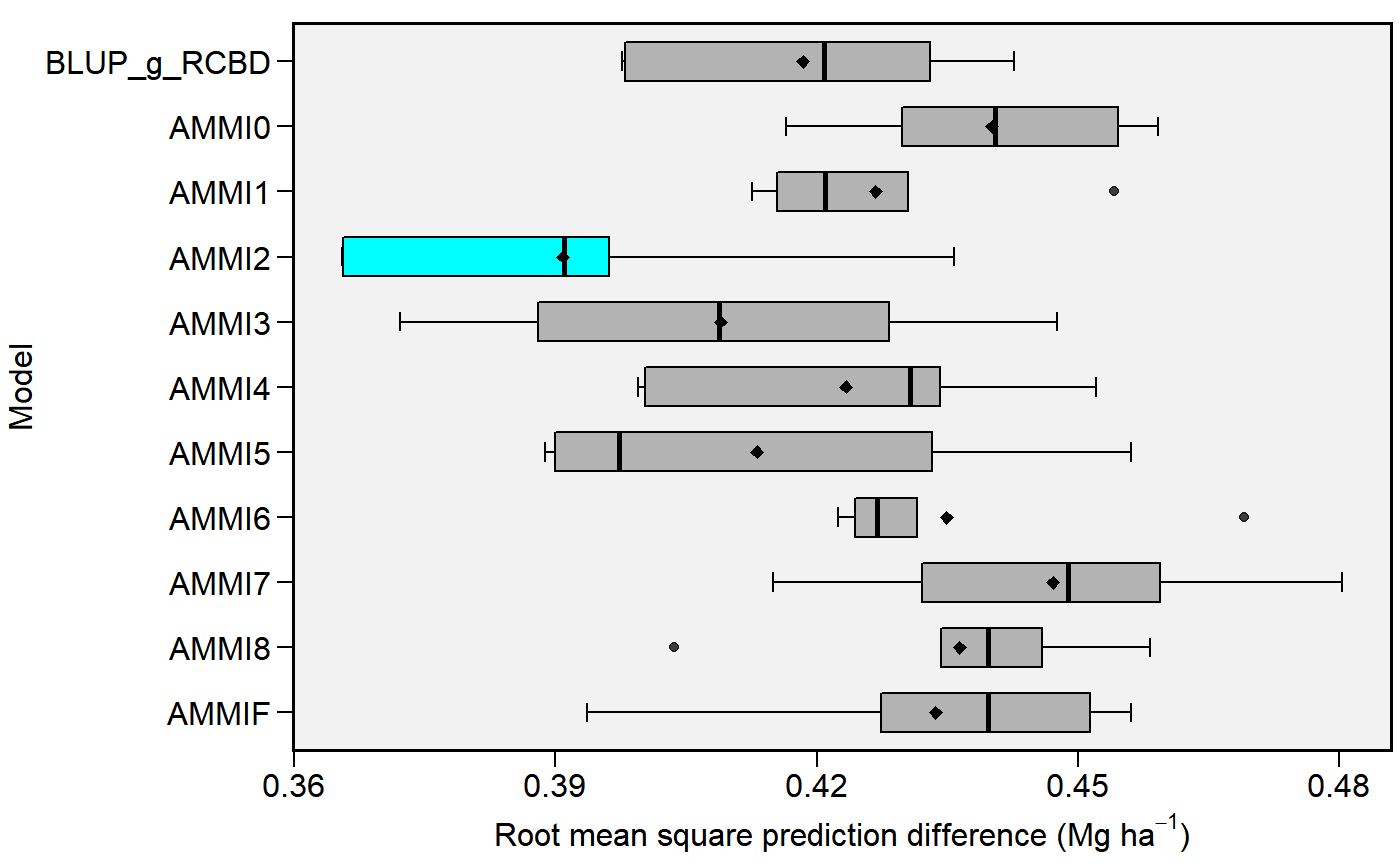 BLUP_g_RCBD
AMMI0
AMMI1
AMMI2
AMMI3
AMMI4
AMMI5
AMMI6
AMMI7
AMMI8
AMMIF
Model
0.36 0.39 0.42 0.45 0.48
Root mean square prediction difference (Mg ha⁻¹)